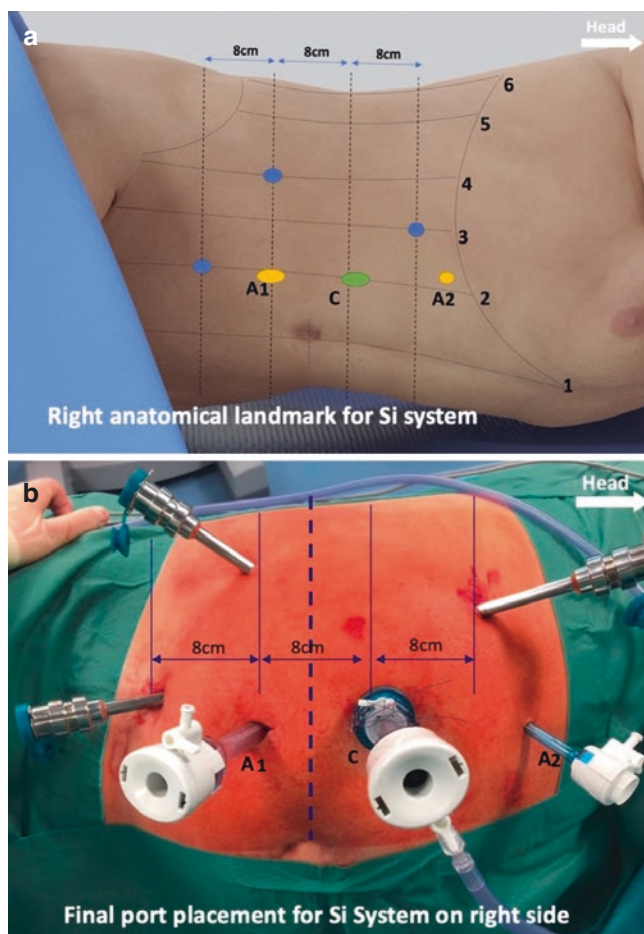 a
8cm 8cm 8cm
Head
6
5
4
3
A1 C A2 2
1
Right anatomical landmark for Si system
b
Head
8cm 8cm 8cm
A1 C A2
Final port placement for Si System on right side